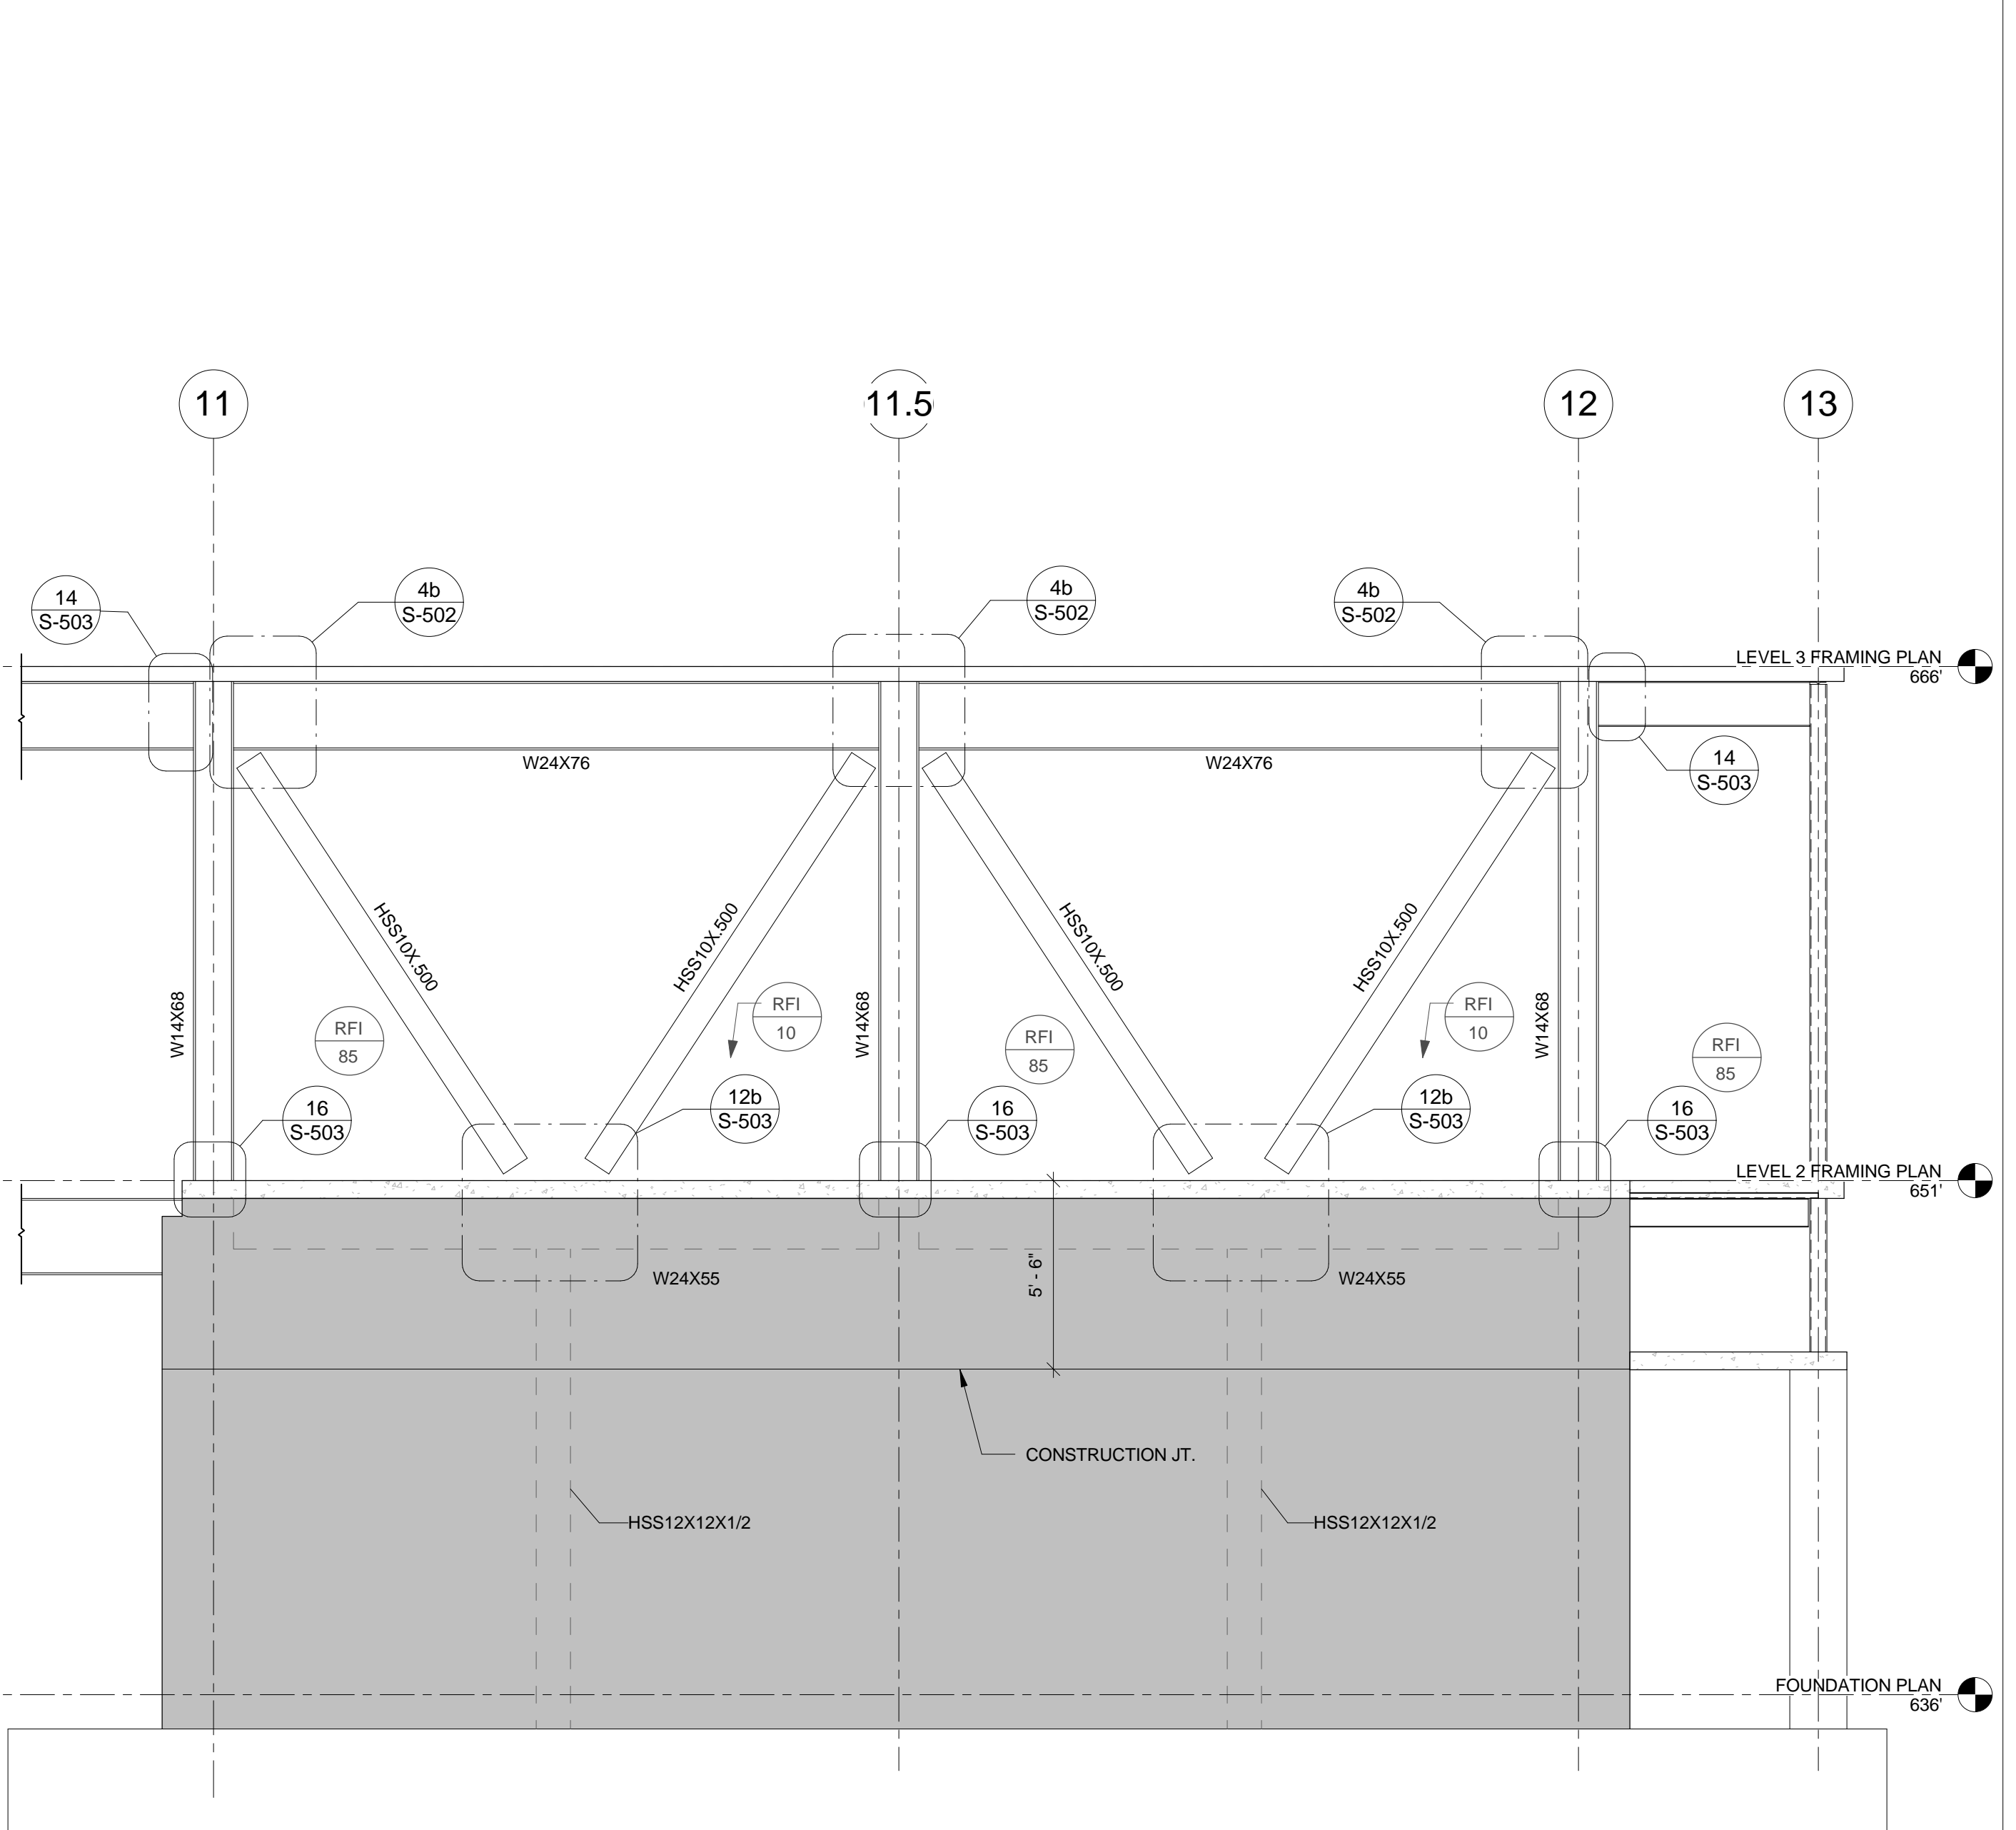 11
11.5
12
13
14
S-503
4b
S-502
4b
S-502
4b
S-502
LEVEL 3 FRAMING PLAN
666'
W24X76
W24X76
14
S-503
HSS10X.500
HSS10X.500
HSS10X.500
HSS10X.500
W14X68
W14X68
W14X68
RFI
85
RFI
10
RFI
85
RFI
10
RFI
85
16
S-503
12b
S-503
16
S-503
12b
S-503
16
S-503
LEVEL 2 FRAMING PLAN
651'
W24X55
5' - 6"
W24X55
CONSTRUCTION JT.
HSS12X12X1/2
HSS12X12X1/2
FOUNDATION PLAN
636'